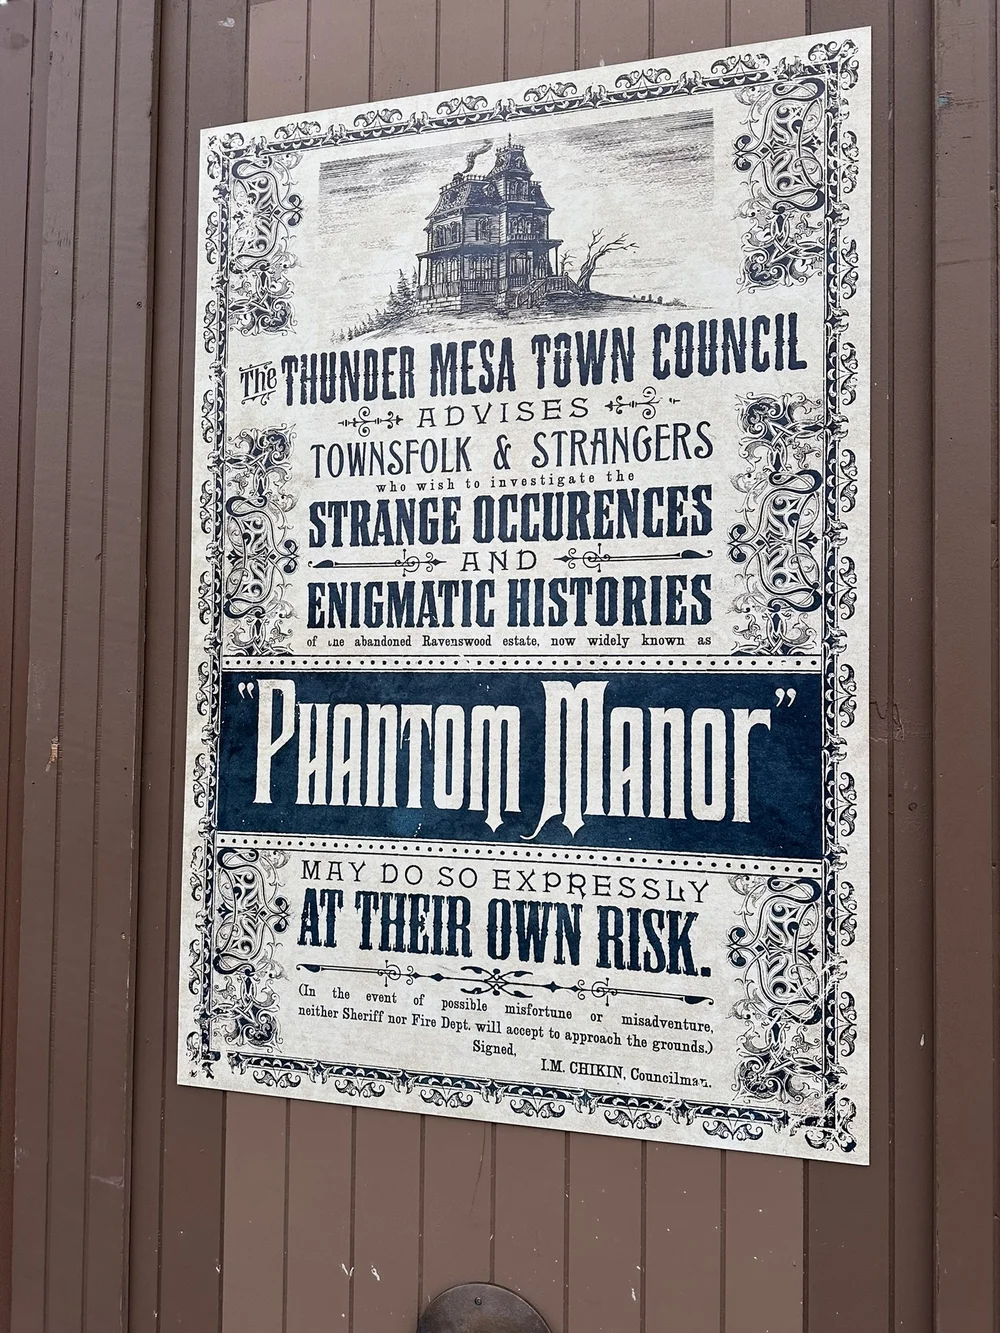 The THUNDER MESA TOWN COUNCIL
ADVISES
TOWNSFOLK & STRANGERS
who wish to investigate the
STRANGE OCCURENCES
AND
ENIGMATIC HISTORIES
of the abandoned Ravenswood estate, now widely known as
"PHANTOM MANOR"
MAY DO SO EXPRESSLY
AT THEIR OWN RISK.
(In the event of possible misfortune or misadventure,
neither Sheriff nor Fire Dept. will accept to approach the grounds.)
Signed,
I.M. CHIKIN, Councilman.